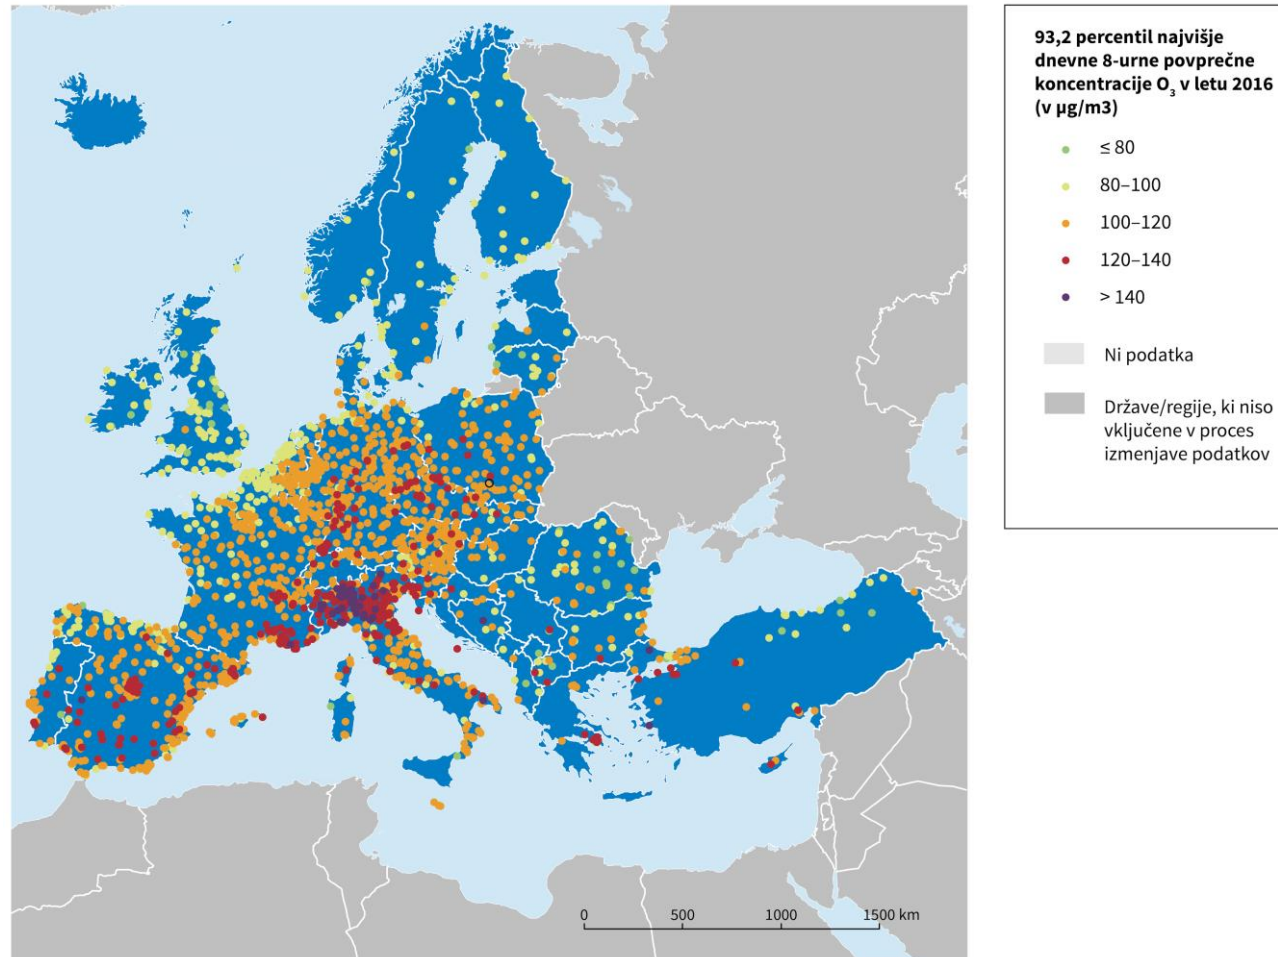 93,2 percentil najvišje
dnevne 8-urne povprečne
koncentracije O₃ v letu 2016
(v µg/m3)
≤ 80
80–100
100–120
120–140
> 140
Ni podatka
Države/regije, ki niso
vključene v proces
izmenjave podatkov
0 500 1000 1500 km